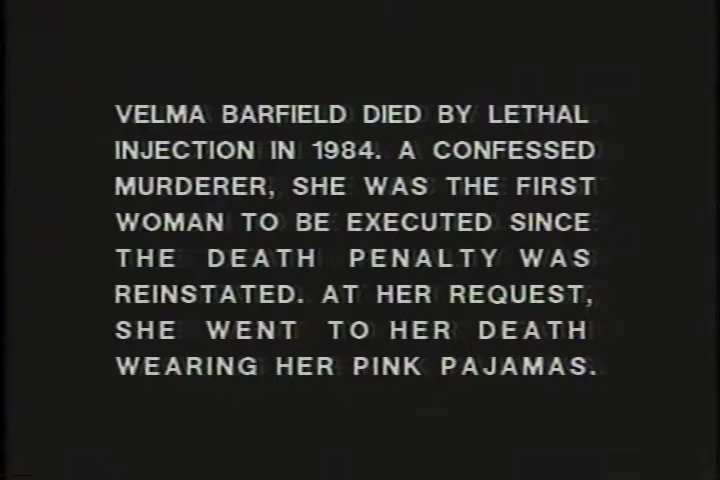 VELMA BARFIELD DIED BY LETHAL
INJECTION IN 1984. A CONFESSED
MURDERER, SHE WAS THE FIRST
WOMAN TO BE EXECUTED SINCE
THE DEATH PENALTY WAS
REINSTATED. AT HER REQUEST,
SHE WENT TO HER DEATH
WEARING HER PINK PAJAMAS.